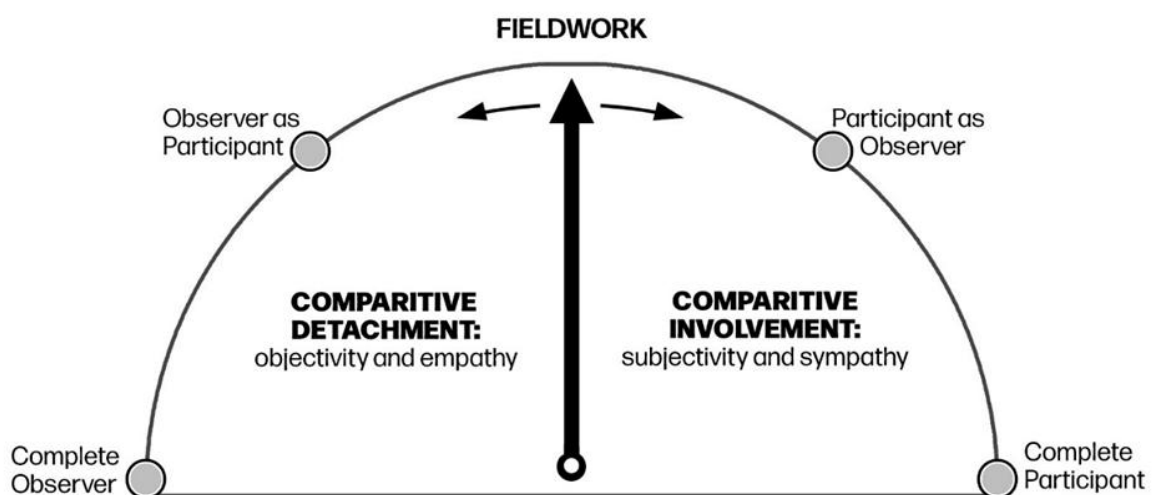 FIELDWORK
Observer as
Participant
Participant as
Observer
COMPARITIVE
DETACHMENT:
objectivity and empathy
COMPARITIVE
INVOLVEMENT:
subjectivity and sympathy
Complete
Observer
Complete
Participant